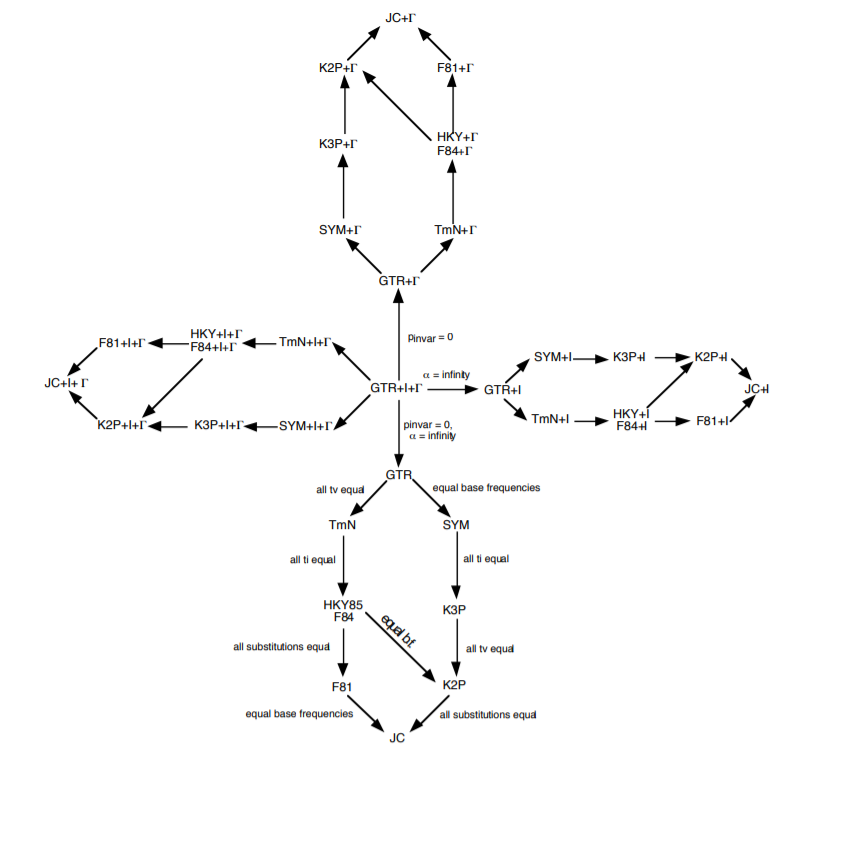 JC+Γ
K2P+Γ
F81+Γ
K3P+Γ
HKY+Γ
F84+Γ
SYM+Γ
TmN+Γ
GTR+Γ
pinvar = 0
HKY+I+Γ
F81+I+Γ
F84+I+Γ
TmN+I+Γ
JC+I+Γ
K2P+I+Γ
K3P+I+Γ
SYM+I+Γ
GTR+I+Γ
α = infinity
GTR+I
SYM+I
K3P+I
K2P+I
JC+I
TmN+I
HKY+I
F84+I
F81+I
pinvar = 0,
α = infinity
GTR
all tv equal
equal base frequencies
TmN
SYM
all ti equal
all ti equal
HKY85
F84
K3P
equal bf.
all substitutions equal
all tv equal
F81
K2P
equal base frequencies
all substitutions equal
JC